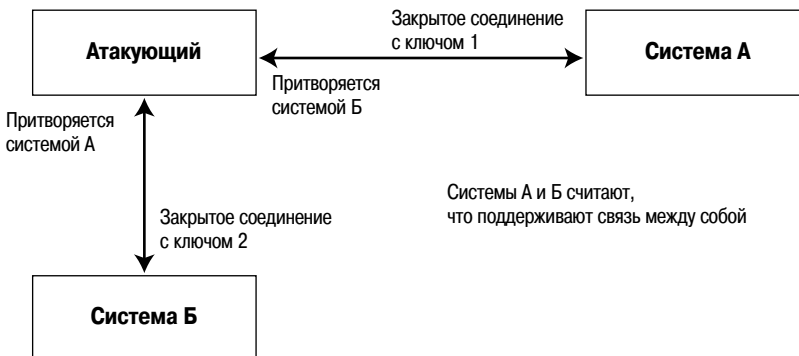 Закрытое соединение
с ключом 1
Атакующий
Система А
Притворяется
системой Б
Притворяется
системой А
Системы А и Б считают,
что поддерживают связь между собой
Закрытое соединение
с ключом 2
Система Б